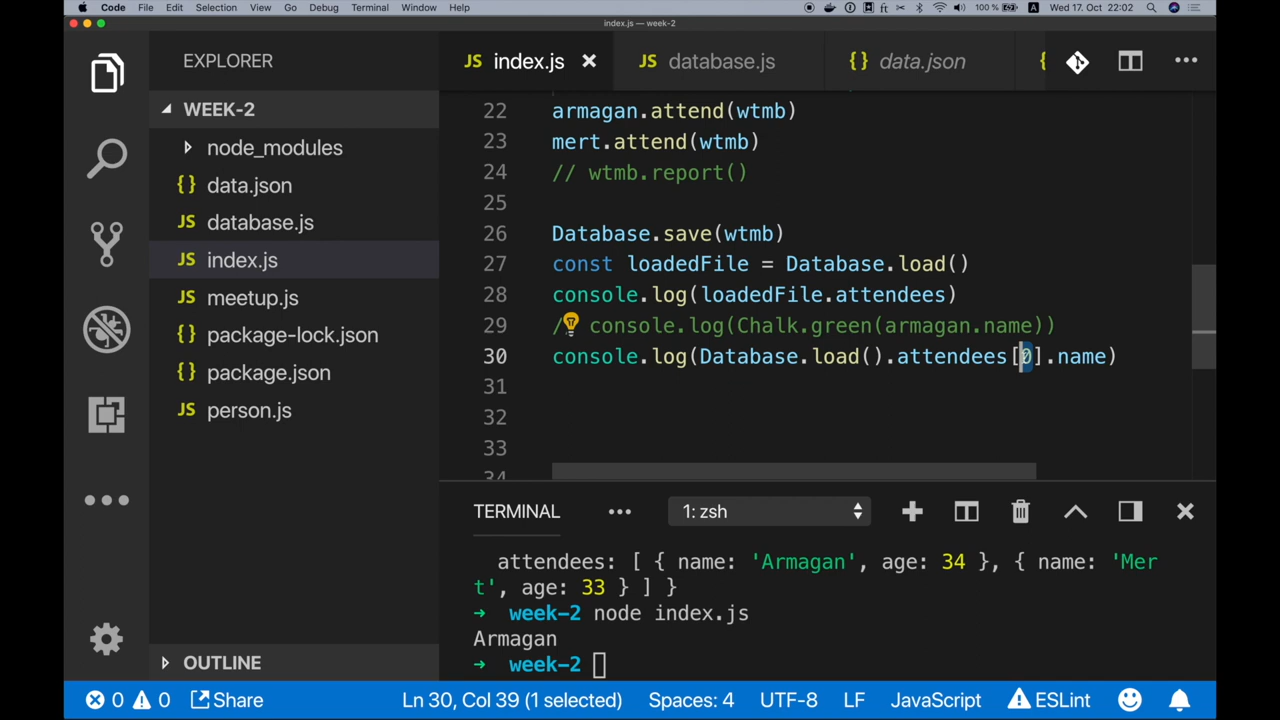 Code File Edit Selection View Go Debug Terminal Window Help 100 % Wed 17. Oct 22:02
index.js — week-2
EXPLORER
WEEK-2
node_modules
{} data.json
JS database.js
JS index.js
JS meetup.js
{} package-lock.json
{} package.json
JS person.js
OUTLINE
JS index.js JS database.js {} data.json
22 armagan.attend(wtmb)
23 mert.attend(wtmb)
24 // wtmb.report()
25
26 Database.save(wtmb)
27 const loadedFile = Database.load()
28 console.log(loadedFile.attendees)
29 / console.log(Chalk.green(armagan.name))
30 console.log(Database.load().attendees[0].name)
31
32
33
34
TERMINAL 1: zsh
attendees: [ { name: 'Armagan', age: 34 }, { name: 'Mer
t', age: 33 } ] }
➜ week-2 node index.js
Armagan
➜ week-2
0 0 Share Ln 30, Col 39 (1 selected) Spaces: 4 UTF-8 LF JavaScript ESLint